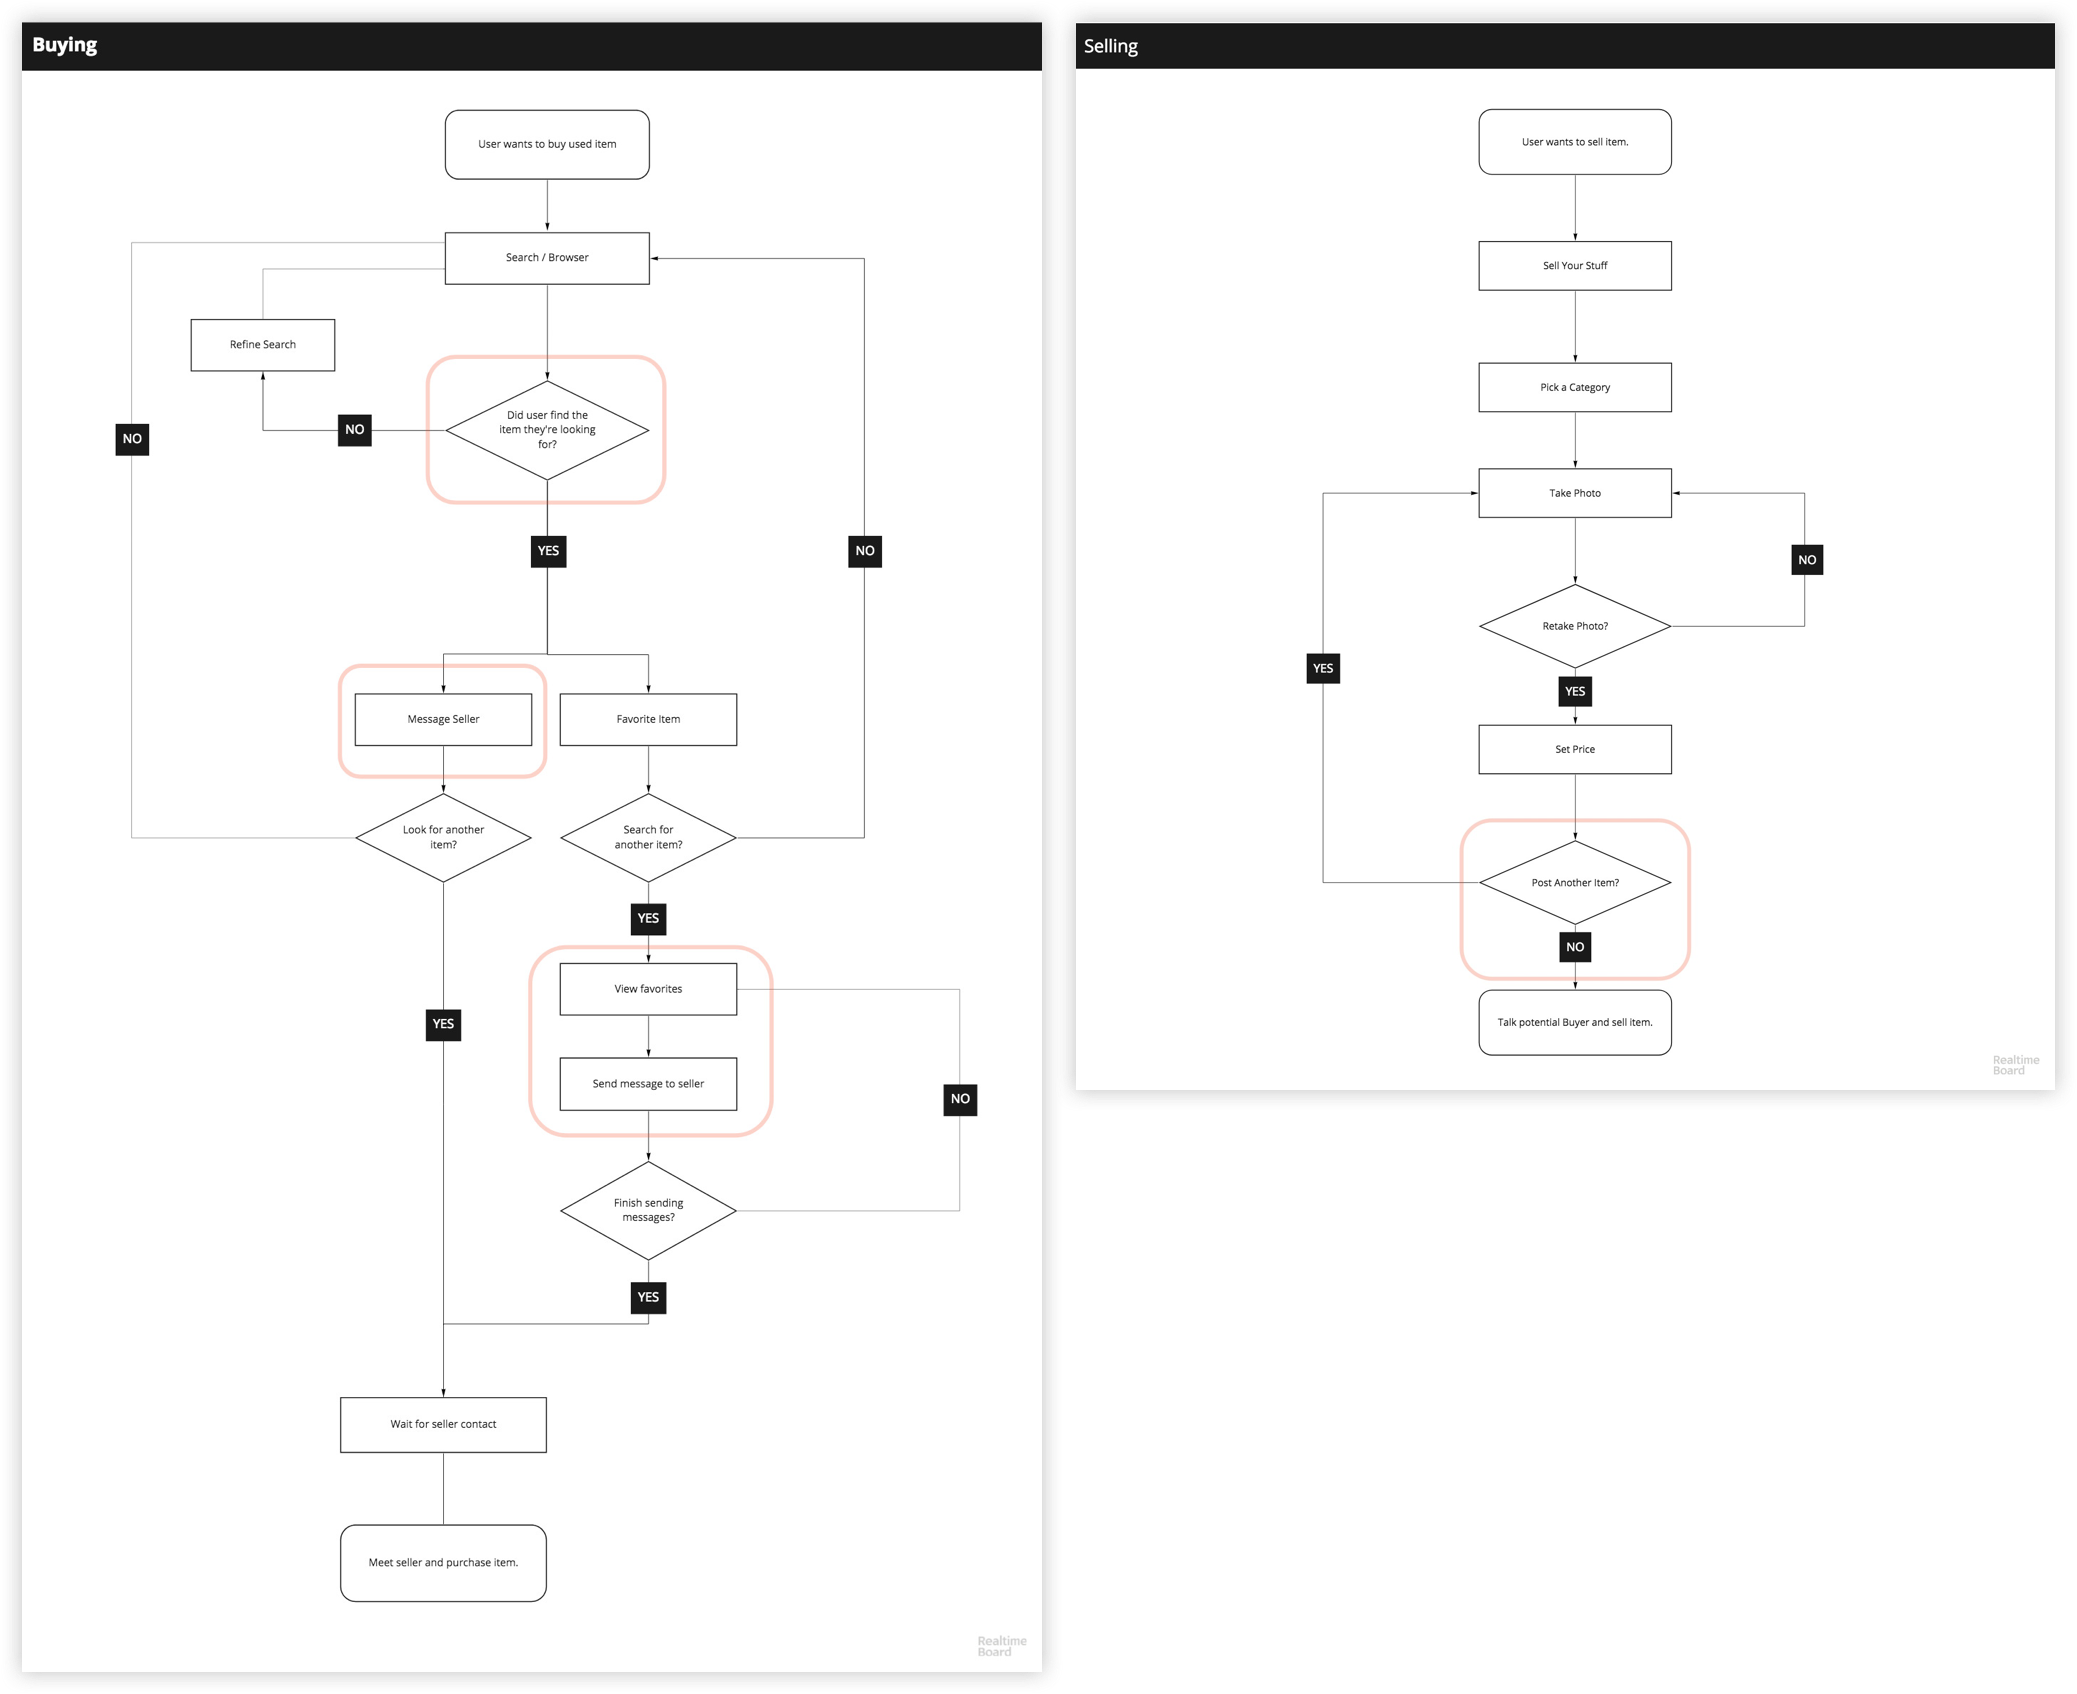 Buying
User wants to buy used item
Search / Browser
Refine Search
Did user find the
item they're looking
for?
NO
NO
YES
NO
Message Seller
Favorite Item
Look for another
item?
Search for
another item?
YES
View favorites
YES
Send message to seller
NO
Finish sending
messages?
YES
Wait for seller contact
Meet seller and purchase item.
Realtime
Board
Selling
User wants to sell item.
Sell Your Stuff
Pick a Category
Take Photo
NO
Retake Photo?
YES
YES
Set Price
Post Another Item?
NO
Talk potential Buyer and sell item.
Realtime
Board